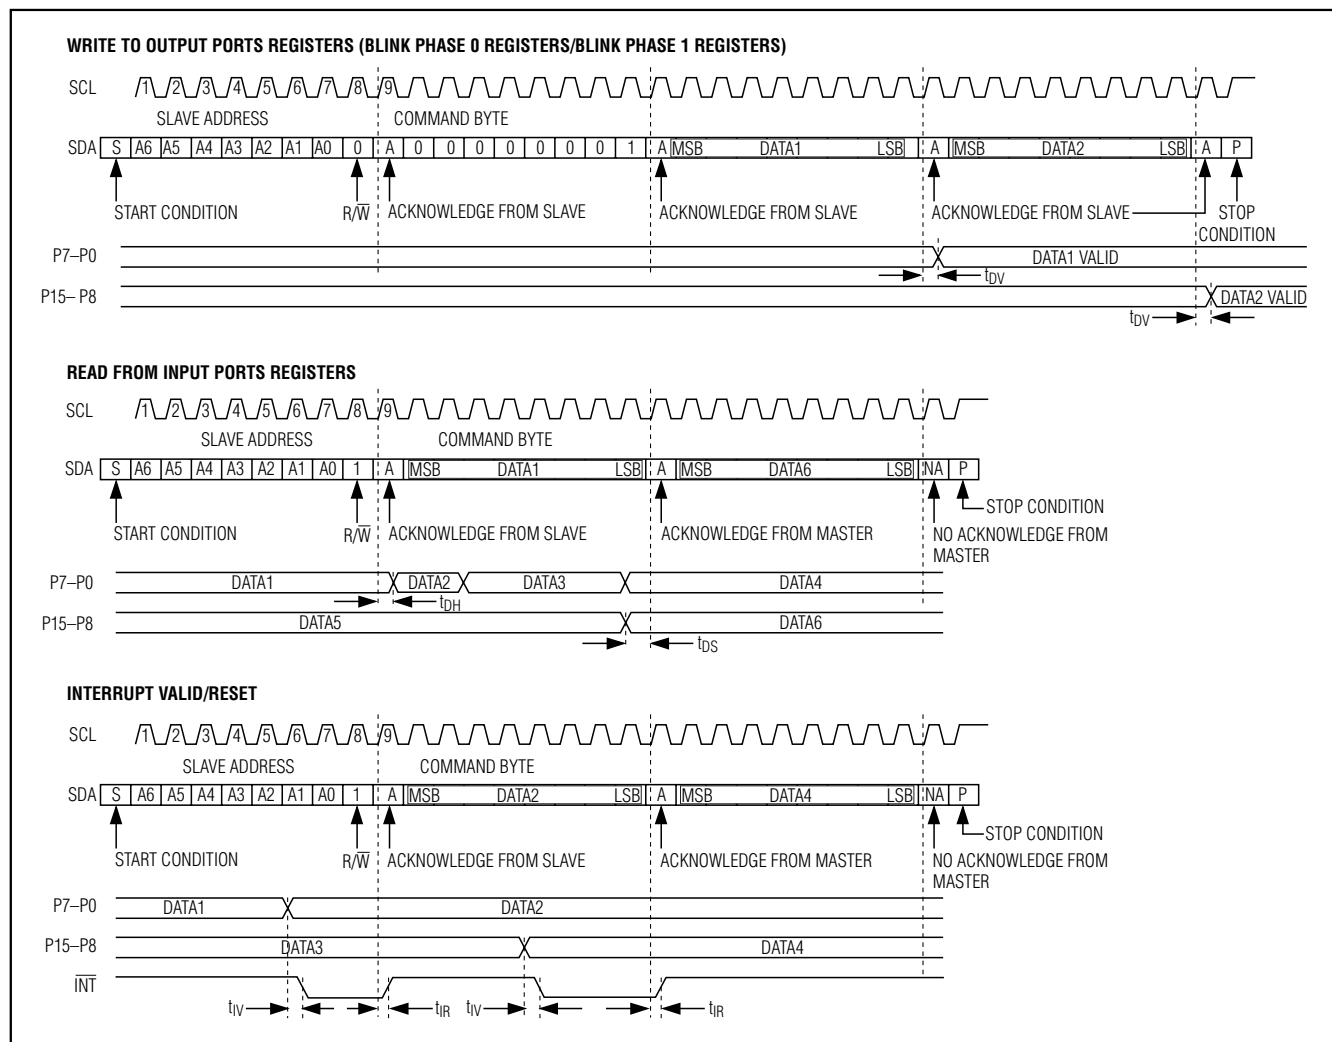 WRITE TO OUTPUT PORTS REGISTERS (BLINK PHASE 0 REGISTERS/BLINK PHASE 1 REGISTERS)
SCL 1 2 3 4 5 6 7 8 9
SLAVE ADDRESS COMMAND BYTE
SDA S A6 A5 A4 A3 A2 A1 A0 0 A 0 0 0 0 0 0 0 1 A MSB DATA1 LSB A MSB DATA2 LSB A P
START CONDITION R/W̅ ACKNOWLEDGE FROM SLAVE ACKNOWLEDGE FROM SLAVE ACKNOWLEDGE FROM SLAVE STOP
CONDITION
P7–P0 DATA1 VALID
tDV
P15–P8 DATA2 VALID
tDV
READ FROM INPUT PORTS REGISTERS
SCL 1 2 3 4 5 6 7 8 9
SLAVE ADDRESS COMMAND BYTE
SDA S A6 A5 A4 A3 A2 A1 A0 1 A MSB DATA1 LSB A MSB DATA6 LSB NA P
STOP CONDITION
START CONDITION R/W̅ ACKNOWLEDGE FROM SLAVE ACKNOWLEDGE FROM MASTER NO ACKNOWLEDGE FROM
MASTER
P7–P0 DATA1 DATA2 DATA3 DATA4
tDH
P15–P8 DATA5 DATA6
tDS
INTERRUPT VALID/RESET
SCL 1 2 3 4 5 6 7 8 9
SLAVE ADDRESS COMMAND BYTE
SDA S A6 A5 A4 A3 A2 A1 A0 1 A MSB DATA2 LSB A MSB DATA4 LSB NA P
STOP CONDITION
START CONDITION R/W̅ ACKNOWLEDGE FROM SLAVE ACKNOWLEDGE FROM MASTER NO ACKNOWLEDGE FROM
MASTER
P7–P0 DATA1 DATA2
P15–P8 DATA3 DATA4
I̅N̅T̅
tIV tIR tIV tIR